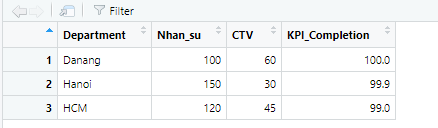 Filter
Department Nhan_su CTV KPI_Completion
1 Danang 100 60 100.0
2 Hanoi 150 30 99.9
3 HCM 120 45 99.0